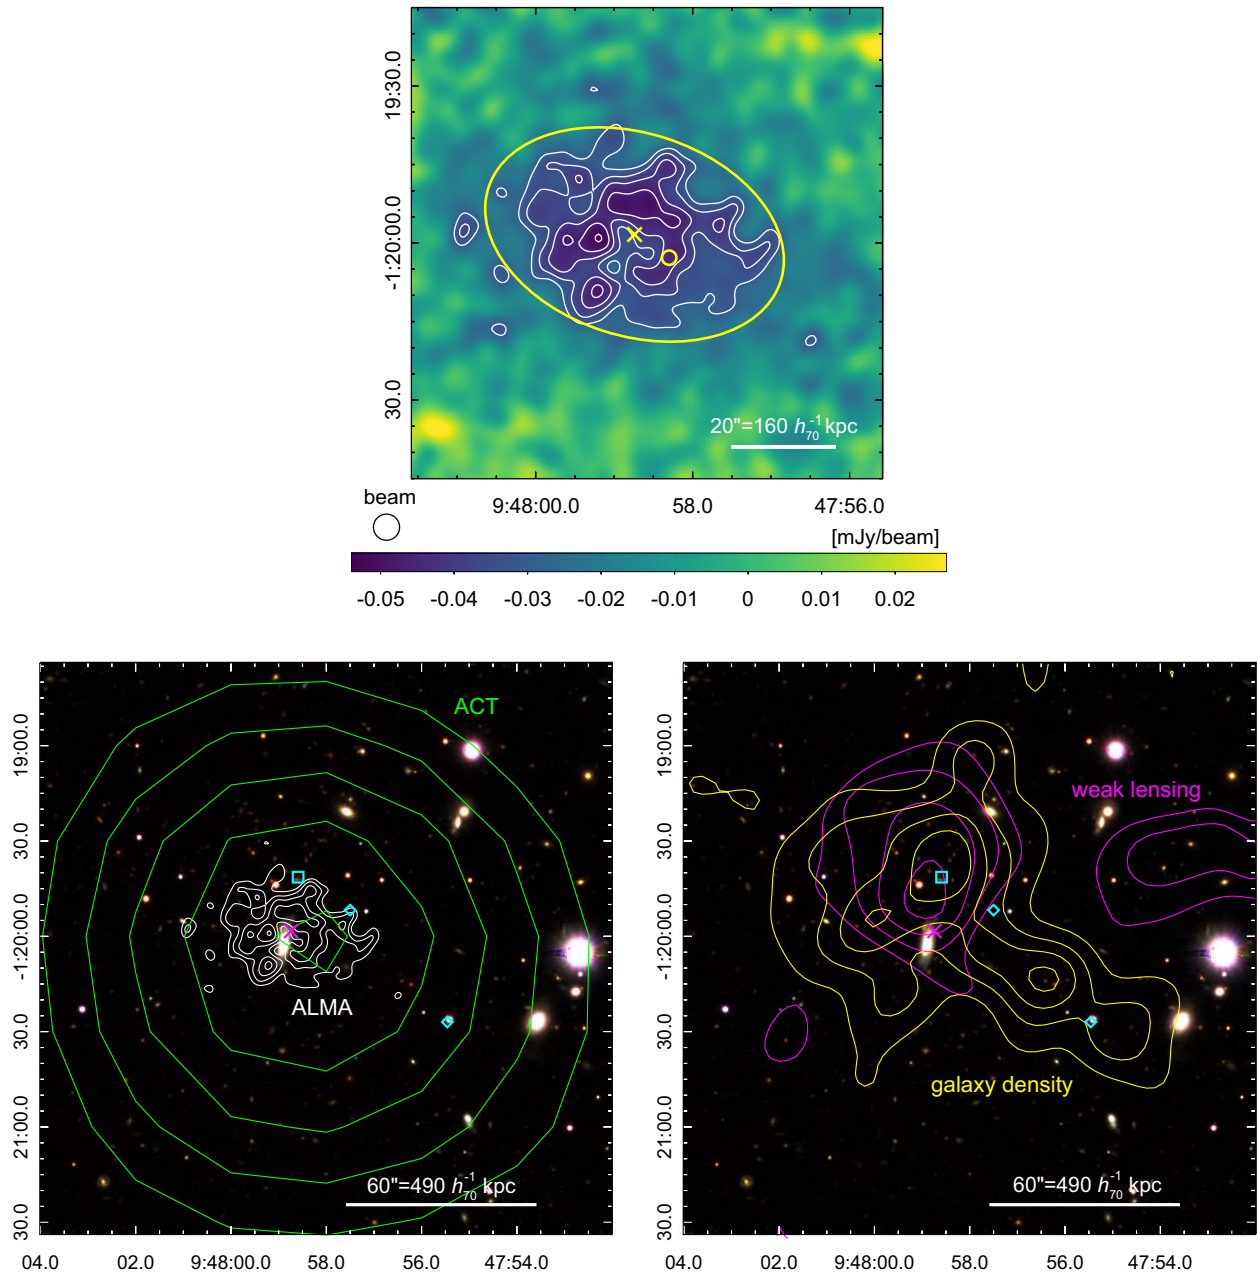 19:30.0
-1:20:00.0
30.0
20"=160 h₇₀⁻¹ kpc
9:48:00.0 58.0 47:56.0
beam
[mJy/beam]
-0.05 -0.04 -0.03 -0.02 -0.01 0 0.01 0.02
ACT
ALMA
19:00.0
30.0
-1:20:00.0
30.0
21:00.0
30.0
60"=490 h₇₀⁻¹ kpc
04.0 02.0 9:48:00.0 58.0 56.0 47:54.0
weak lensing
galaxy density
19:00.0
30.0
-1:20:00.0
30.0
21:00.0
30.0
60"=490 h₇₀⁻¹ kpc
04.0 02.0 9:48:00.0 58.0 56.0 47:54.0